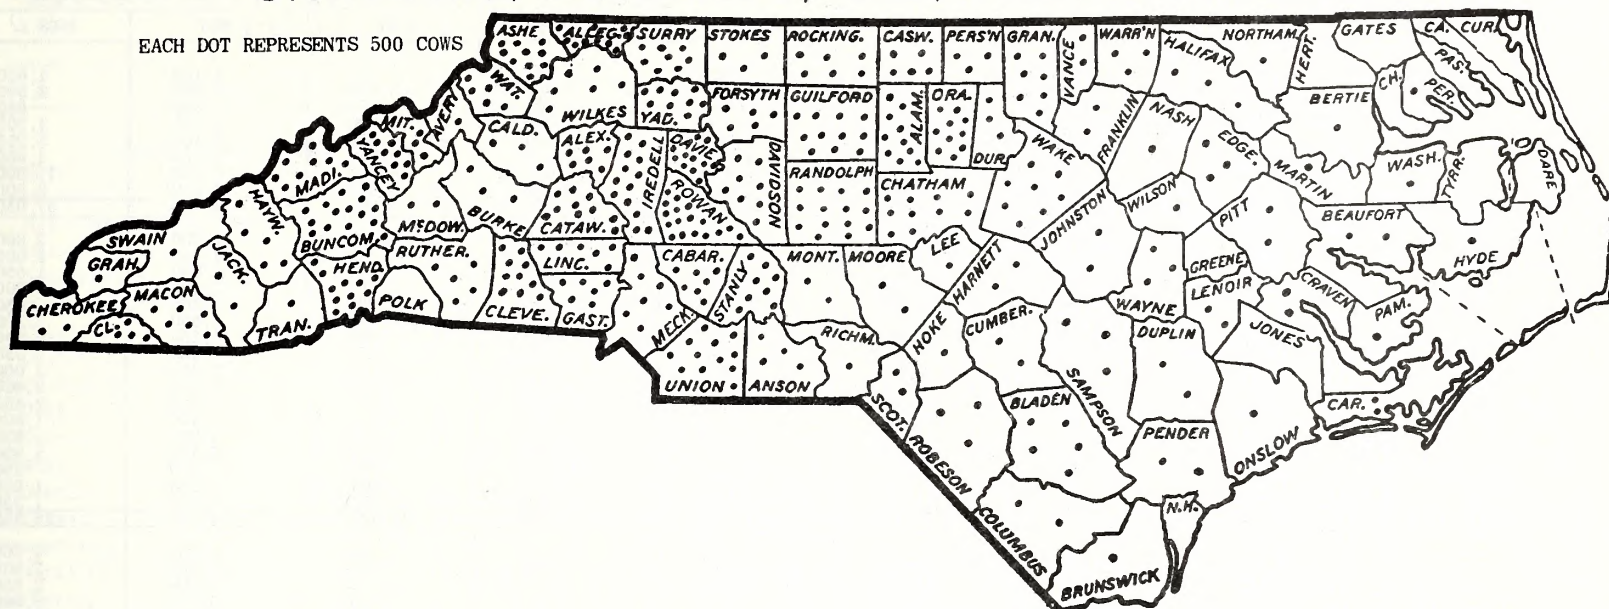 EACH DOT REPRESENTS 500 COWS
ASHE
ALLEG.
SURRY
STOKES
ROCKING.
CASW.
PERS'N
GRAN.
VANCE
WARR'N
HALIFAX
NORTHAM.
HERT.
GATES
CA.
CUR.
PAS.
PER.
CH.
WAT.
WILKES
YAD.
FORSYTH
GUILFORD
ALAM.
ORA.
DUR.
FRANKLIN
NASH
EDGE.
BERTIE
MIT.
AVERY
CALD.
ALEX.
IREDELL
DAVIE
DAVIDSON
RANDOLPH
CHATHAM
WAKE
WILSON
MARTIN
WASH.
TYRR.
DARE
YANCEY
MADI.
HAYW.
BUNCOM.
McDOW.
BURKE
CATAW.
ROWAN
JOHNSTON
PITT
BEAUFORT
HYDE
SWAIN
GRAH.
JACK.
HEND.
RUTHER.
LINC.
CABAR.
STANLY
MONT.
MOORE
LEE
HARNETT
GREENE
LENOIR
CRAVEN
PAM.
CHEROKEE
MACON
CL.
TRAN.
POLK
CLEVE.
GAST.
MECK.
UNION
ANSON
RICHM.
HOKE
CUMBER.
WAYNE
DUPLIN
JONES
SAMPSON
SCOT.
ROBESON
BLADEN
PENDER
ONSLOW
CAR.
COLUMBUS
N.H.
BRUNSWICK